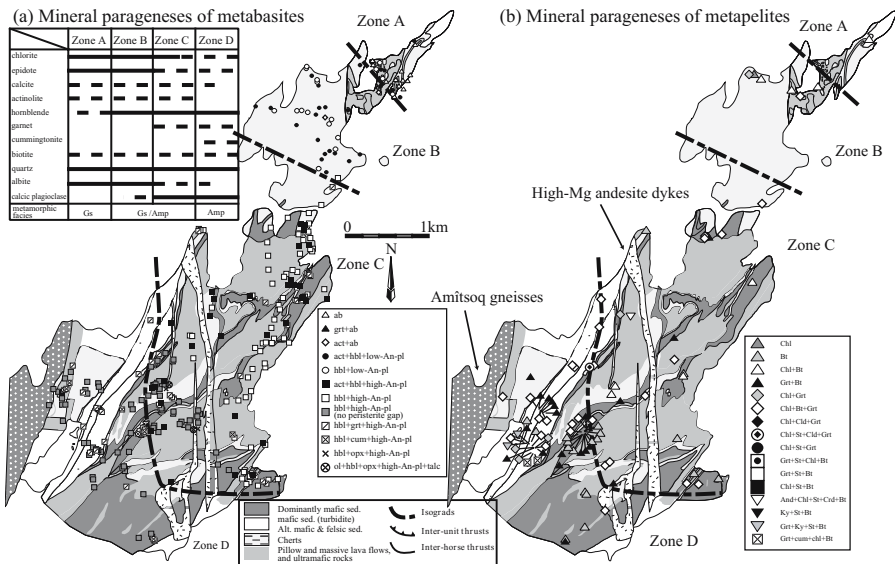 (a) Mineral parageneses of metabasites
Zone A Zone B Zone C Zone D
chlorite
epidote
calcite
actinolite
hornblende
garnet
cummingtonite
biotite
quartz
albite
calcic plagioclase
metamorphic
facies
Gs Gs /Amp Amp
Zone A
Zone B
0 1km
N
Zone C
Zone D
ab
grt+ab
act+ab
act+hbl+low-An-pl
hbl+low-An-pl
act+hbl+high-An-pl
hbl+high-An-pl
hbl+high-An-pl
(no peristerite gap)
hbl+grt+high-An-pl
hbl+cum+high-An-pl
hbl+opx+high-An-pl
ol+hbl+opx+high-An-pl+talc
(b) Mineral parageneses of metapelites
Zone A
Zone B
High-Mg andesite dykes
Zone C
Amîtsoq gneisses
Zone D
Chl
Bt
Chl+Bt
Grt+Bt
Chl+Grt
Chl+Bt+Grt
Chl+Cld+Grt
Chl+St+Cld+Grt
Chl+St+Grt
Grt+St+Chl+Bt
Grt+St+Bt
Chl+St+Bt
And+Chl+St+Crd+Bt
Ky+St+Bt
Grt+Ky+St+Bt
Grt+cum+chl+Bt
Dominantly mafic sed.
mafic sed. (turbidite)
Alt. mafic & felsic sed.
Cherts
Pillow and massive lava flows,
and ultramafic rocks
Isograds
Inter-unit thrusts
Inter-horse thrusts